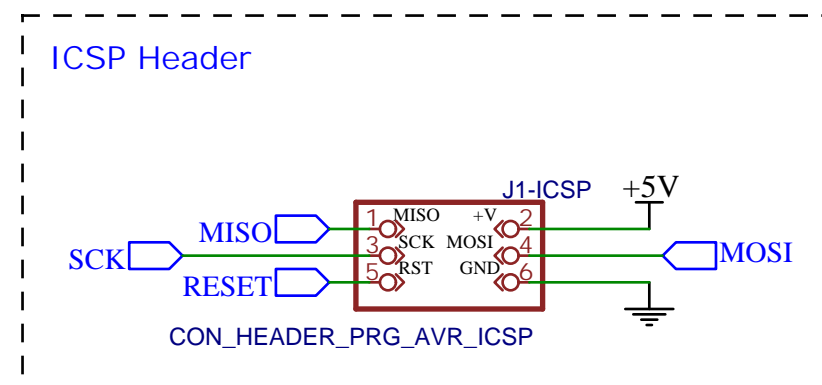 ICSP Header
J1-ICSP +5V
MISO 1 MISO +V 2
SCK 3 SCK MOSI 4 MOSI
RESET 5 RST GND 6
CON_HEADER_PRG_AVR_ICSP